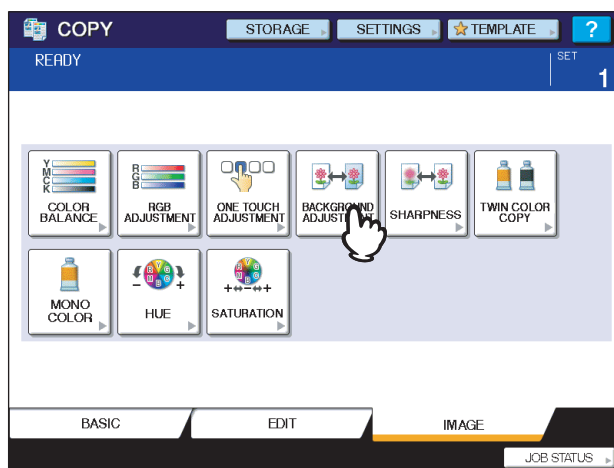 COPY
STORAGE
SETTINGS
TEMPLATE
?
READY
SET
1
Y
M
C
K
COLOR
BALANCE
R
G
B
RGB
ADJUSTMENT
ONE TOUCH
ADJUSTMENT
BACKGROUND
SHARPNESS
TWIN COLOR
COPY
MONO
COLOR
HUE
SATURATION
BASIC
EDIT
IMAGE
JOB STATUS